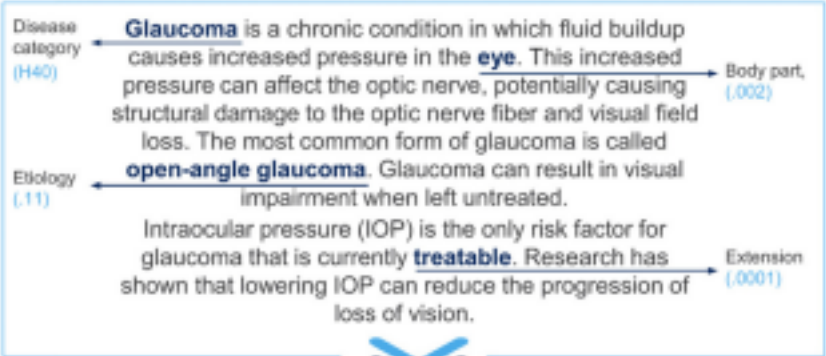 Disease
category
(H40)
Glaucoma is a chronic condition in which fluid buildup
causes increased pressure in the eye. This increased
pressure can affect the optic nerve, potentially causing
structural damage to the optic nerve fiber and visual field
loss. The most common form of glaucoma is called
open-angle glaucoma. Glaucoma can result in visual
impairment when left untreated.
Body part,
(.002)
Etiology
(.11)
Intraocular pressure (IOP) is the only risk factor for
glaucoma that is currently treatable. Research has
shown that lowering IOP can reduce the progression of
loss of vision.
Extension
(.0001)